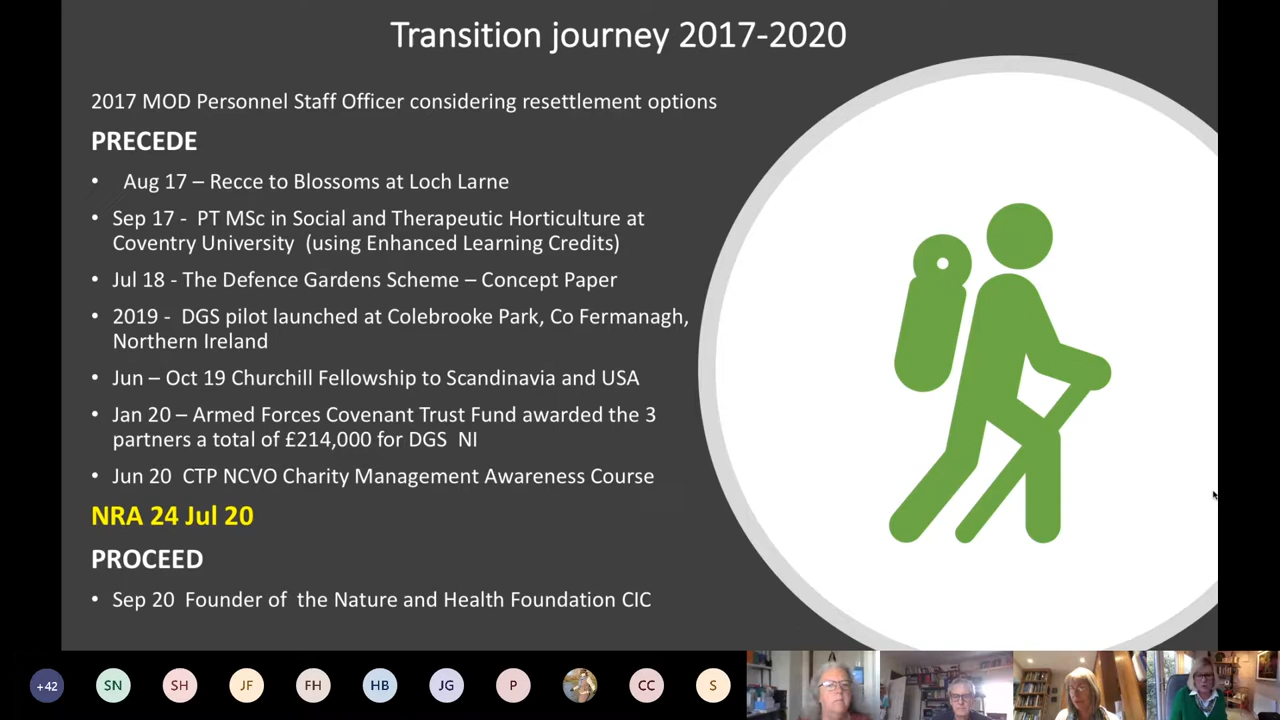 Transition journey 2017-2020
2017 MOD Personnel Staff Officer considering resettlement options
PRECEDE
• Aug 17 – Recce to Blossoms at Loch Larne
• Sep 17 - PT MSc in Social and Therapeutic Horticulture at
Coventry University (using Enhanced Learning Credits)
• Jul 18 - The Defence Gardens Scheme – Concept Paper
• 2019 - DGS pilot launched at Colebrooke Park, Co Fermanagh,
Northern Ireland
• Jun – Oct 19 Churchill Fellowship to Scandinavia and USA
• Jan 20 – Armed Forces Covenant Trust Fund awarded the 3
partners a total of £214,000 for DGS NI
• Jun 20 CTP NCVO Charity Management Awareness Course
NRA 24 Jul 20
PROCEED
• Sep 20 Founder of the Nature and Health Foundation CIC
+42 SN SH JF FH HB JG P CC S